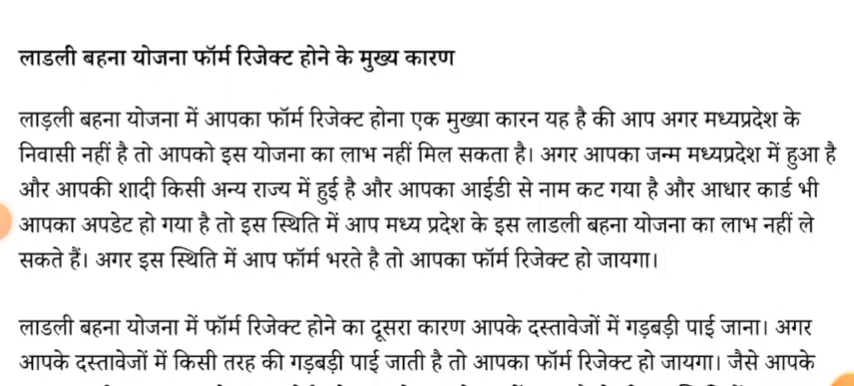 लाडली बहना योजना फॉर्म रिजेक्ट होने के मुख्य कारण
लाड़ली बहना योजना में आपका फॉर्म रिजेक्ट होना एक मुख्या कारन यह है की आप अगर मध्यप्रदेश के
निवासी नहीं है तो आपको इस योजना का लाभ नहीं मिल सकता है। अगर आपका जन्म मध्यप्रदेश में हुआ है
और आपकी शादी किसी अन्य राज्य में हुई है और आपका आईडी से नाम कट गया है और आधार कार्ड भी
आपका अपडेट हो गया है तो इस स्थिति में आप मध्य प्रदेश के इस लाडली बहना योजना का लाभ नहीं ले
सकते हैं। अगर इस स्थिति में आप फॉर्म भरते है तो आपका फॉर्म रिजेक्ट हो जायगा।
लाडली बहना योजना में फॉर्म रिजेक्ट होने का दूसरा कारण आपके दस्तावेजों में गड़बड़ी पाई जाना। अगर
आपके दस्तावेजों में किसी तरह की गड़बड़ी पाई जाती है तो आपका फॉर्म रिजेक्ट हो जायगा। जैसे आपके